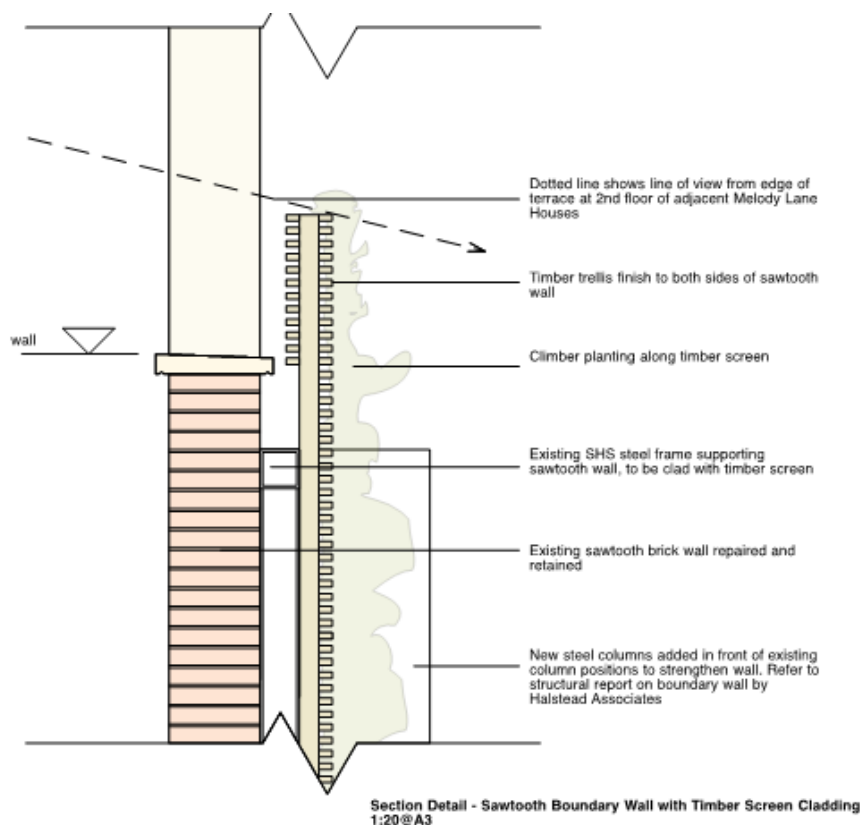 Dotted line shows line of view from edge of
terrace at 2nd floor of adjacent Melody Lane
Houses
Timber trellis finish to both sides of sawtooth
wall
wall
Climber planting along timber screen
Existing SHS steel frame supporting
sawtooth wall, to be clad with timber screen
Existing sawtooth brick wall repaired and
retained
New steel columns added in front of existing
column positions to strengthen wall. Refer to
structural report on boundary wall by
Halstead Associates
Section Detail - Sawtooth Boundary Wall with Timber Screen Cladding
1:20@A3